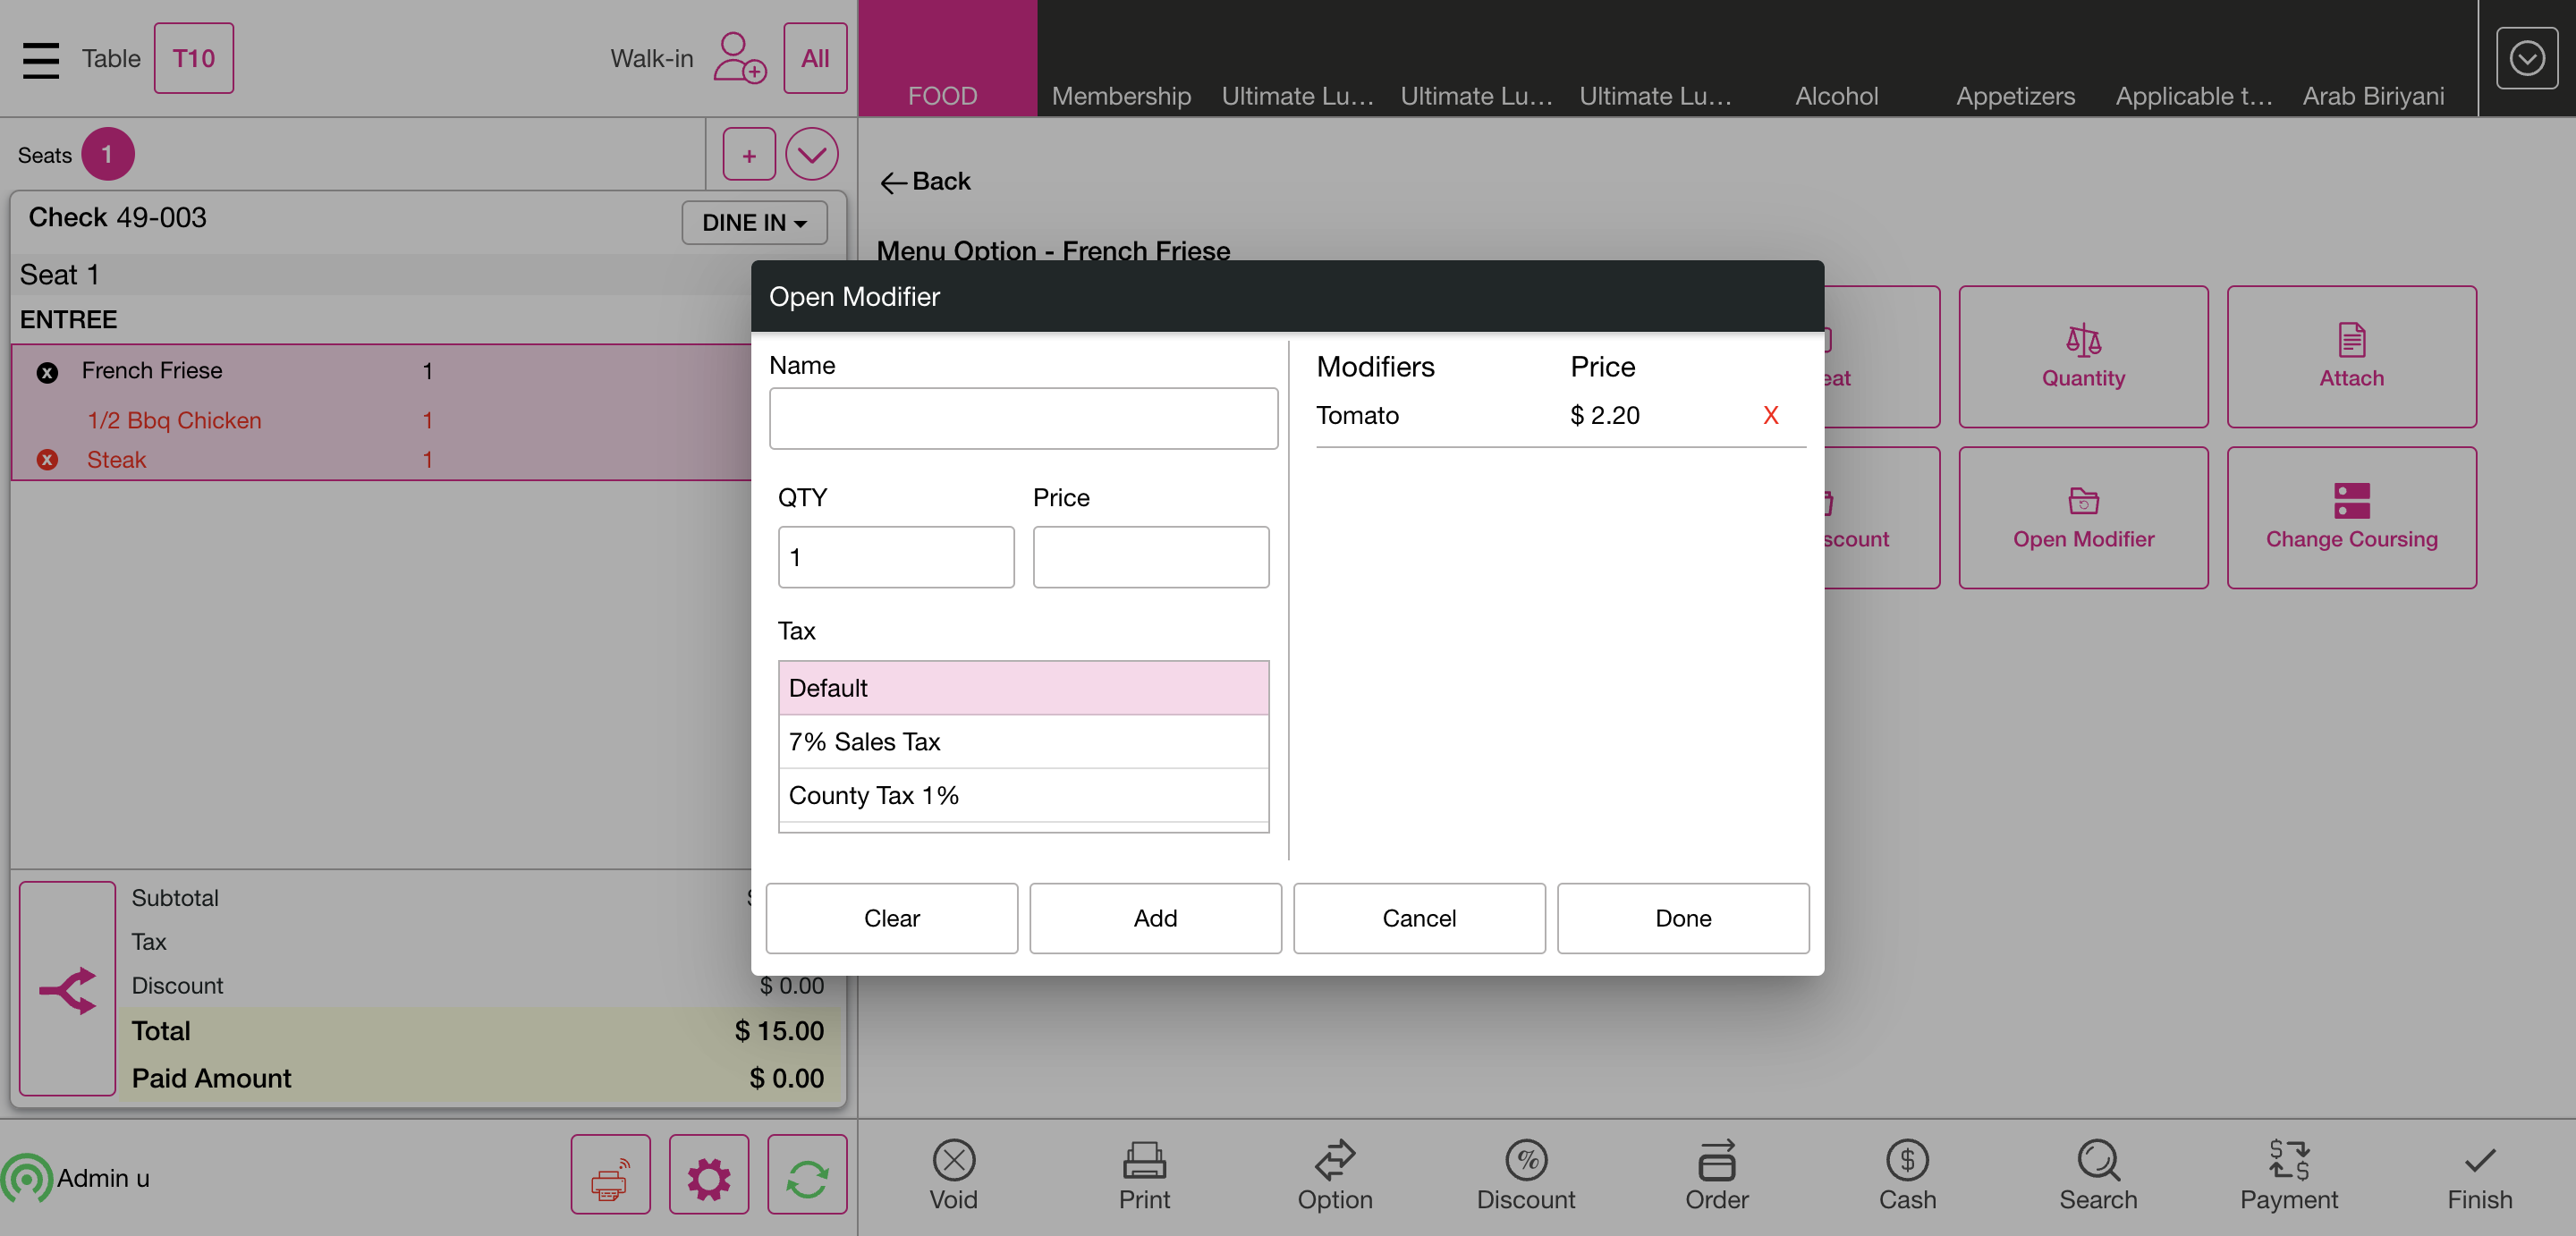 Table T10 Walk-in All
FOOD Membership Ultimate Lu... Ultimate Lu... Ultimate Lu... Alcohol Appetizers Applicable t... Arab Biriyani
Seats 1 +
Back
Check 49-003 DINE IN
Menu Option - French Friese
Seat 1
ENTREE
French Friese 1
1/2 Bbq Chicken 1
Steak 1
Open Modifier
Name
QTY Price
1
Tax
Default
7% Sales Tax
County Tax 1%
Modifiers Price
Tomato $ 2.20 X
Clear Add Cancel Done
Quantity Attach
Open Modifier Change Coursing
Subtotal
Tax
Discount $ 0.00
Total $ 15.00
Paid Amount $ 0.00
Admin u
Void Print Option Discount Order Cash Search Payment Finish